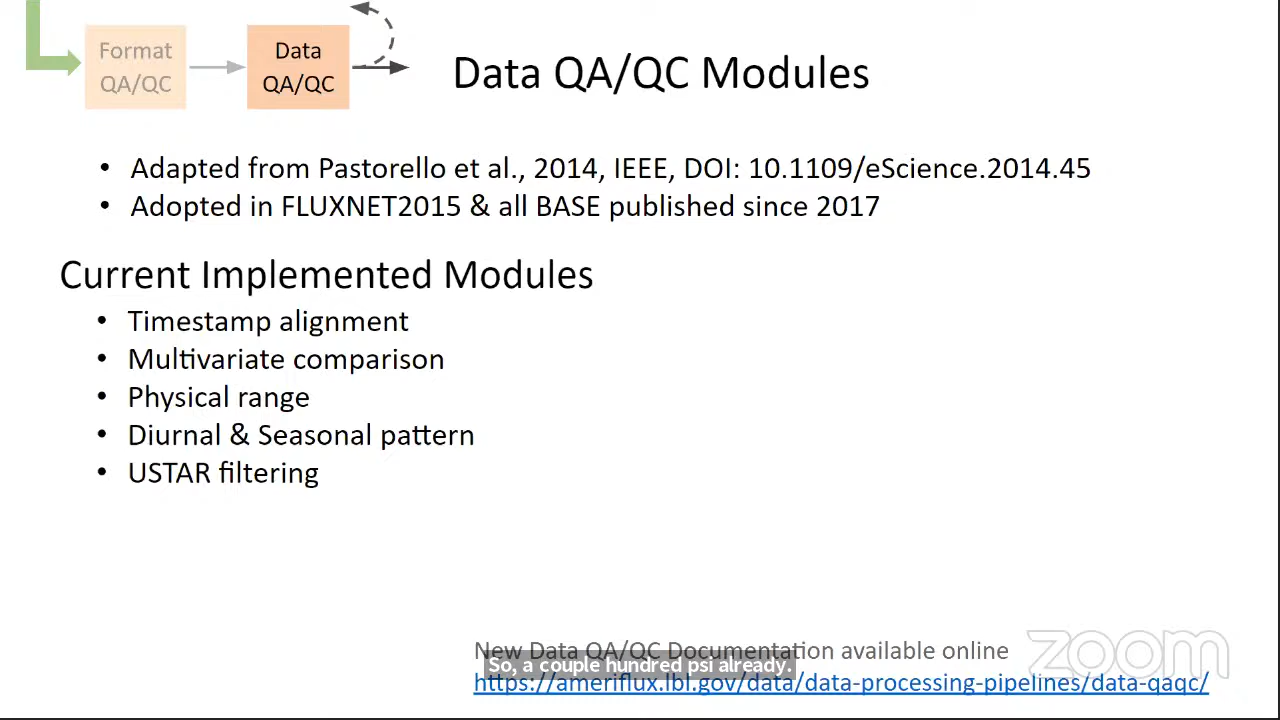 Format
QA/QC
Data
QA/QC
Data QA/QC Modules
• Adapted from Pastorello et al., 2014, IEEE, DOI: 10.1109/eScience.2014.45
• Adopted in FLUXNET2015 & all BASE published since 2017
Current Implemented Modules
• Timestamp alignment
• Multivariate comparison
• Physical range
• Diurnal & Seasonal pattern
• USTAR filtering
New Data QA/QC Documentation available online
So, a couple hundred psi already.
https://ameriflux.lbl.gov/data/data-processing-pipelines/data-qaqc/
zoom